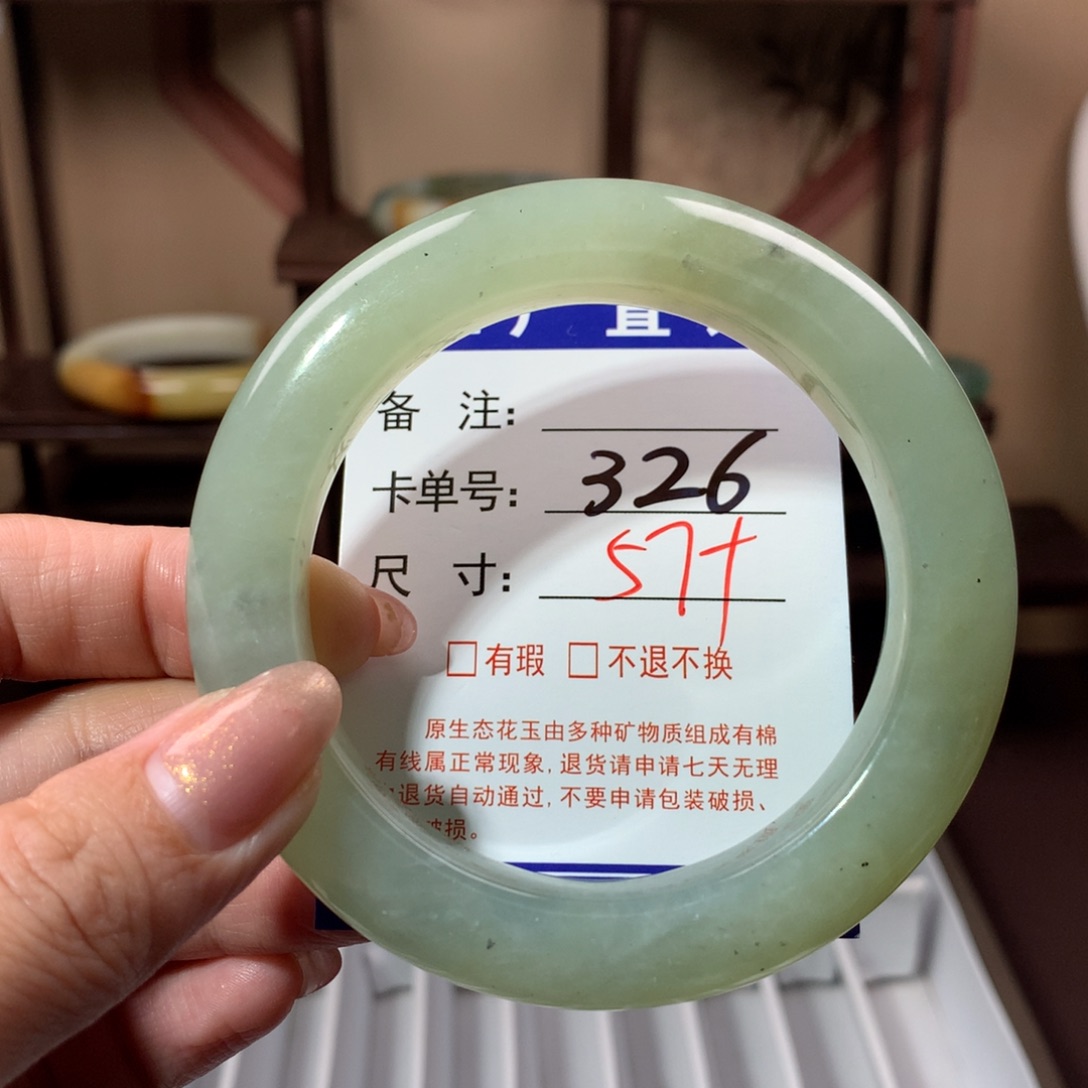 厂直
备 注:
卡单号: 326
尺 寸: 57+
□有瑕 □不退不换
原生态花玉由多种矿物质组成有棉
有线属正常现象,退货请申请七天无理
退货自动通过,不要申请包装破损、
破损。